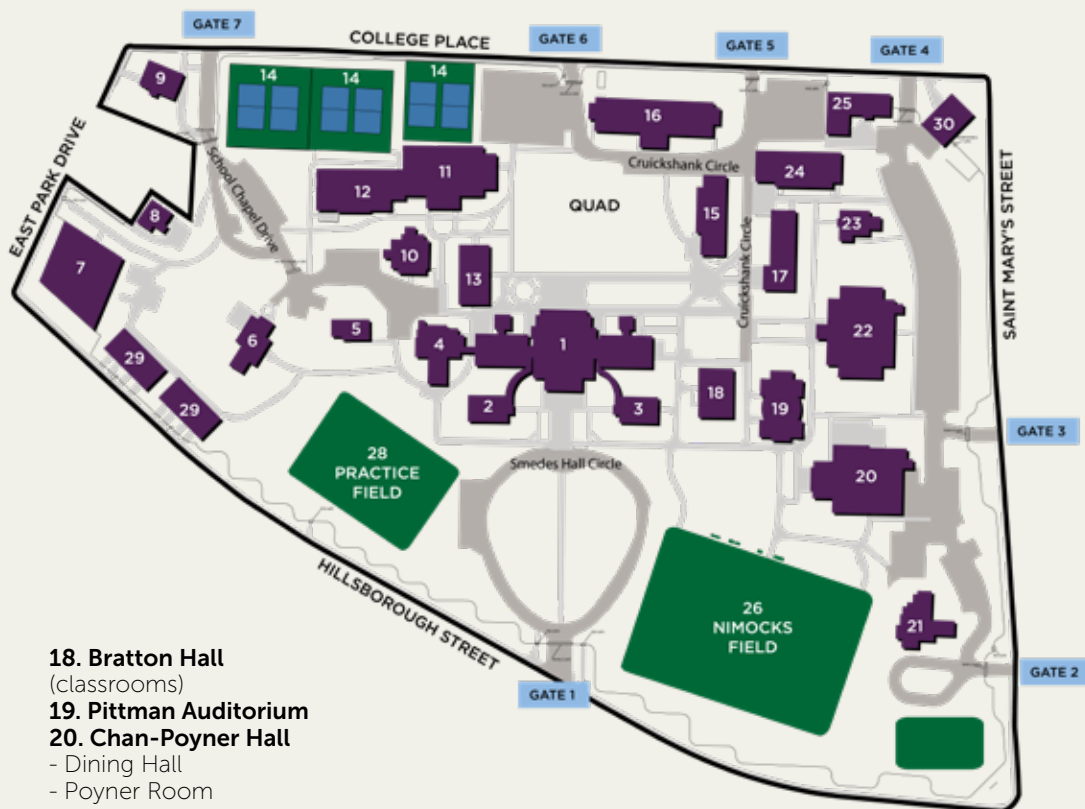 GATE 7
COLLEGE PLACE
GATE 6
GATE 5
GATE 4
9
14
14
14
16
25
30
EAST PARK DRIVE
School Chapel Drive
11
12
Cruickshank Circle
24
SAINT MARY'S STREET
QUAD
15
8
23
7
10
13
17
Cruickshank Circle
6
5
4
1
22
29
29
2
3
18
19
GATE 3
28
PRACTICE
FIELD
Smedes Hall Circle
20
HILLSBOROUGH STREET
26
NIMOCKS
FIELD
21
GATE 2
GATE 1
18. Bratton Hall
(classrooms)
19. Pittman Auditorium
20. Chan-Poyner Hall
- Dining Hall
- Poyner Room